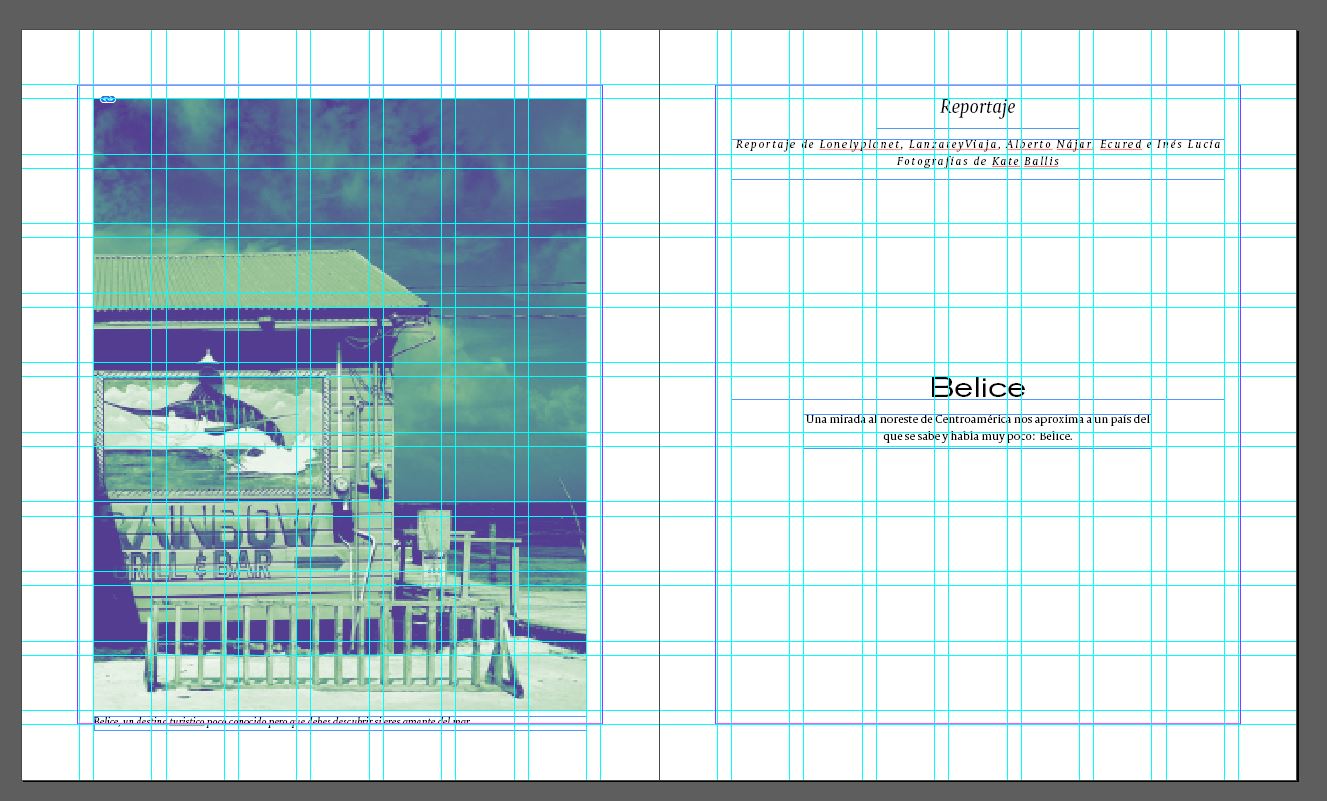 RAINBOW
GRILL & BAR
Belice, un destino turístico poco conocido pero que debes descubrir si eres amante del mar.
Reportaje
Reportaje de Lonelyplanet, LanzateyViaja, Alberto Nájar, Ecured e Inés Lucía
Fotografías de Kate Ballis
Belice
Una mirada al noreste de Centroamérica nos aproxima a un país del
que se sabe y habla muy poco: Belice.